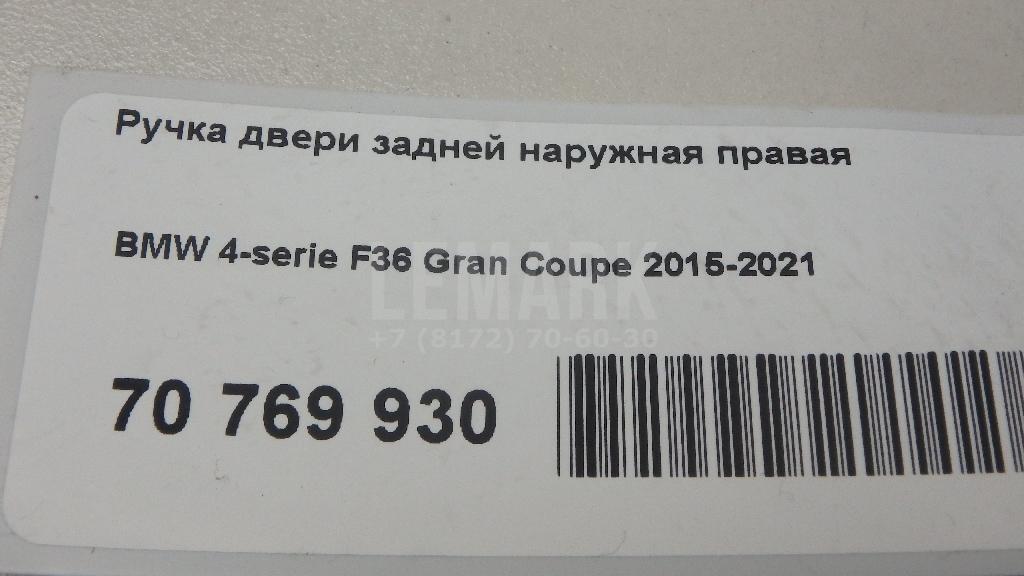 Ручка двери задней наружная правая
BMW 4-serie F36 Gran Coupe 2015-2021
LEMARK
+7 (8172) 70-60-30
70 769 930